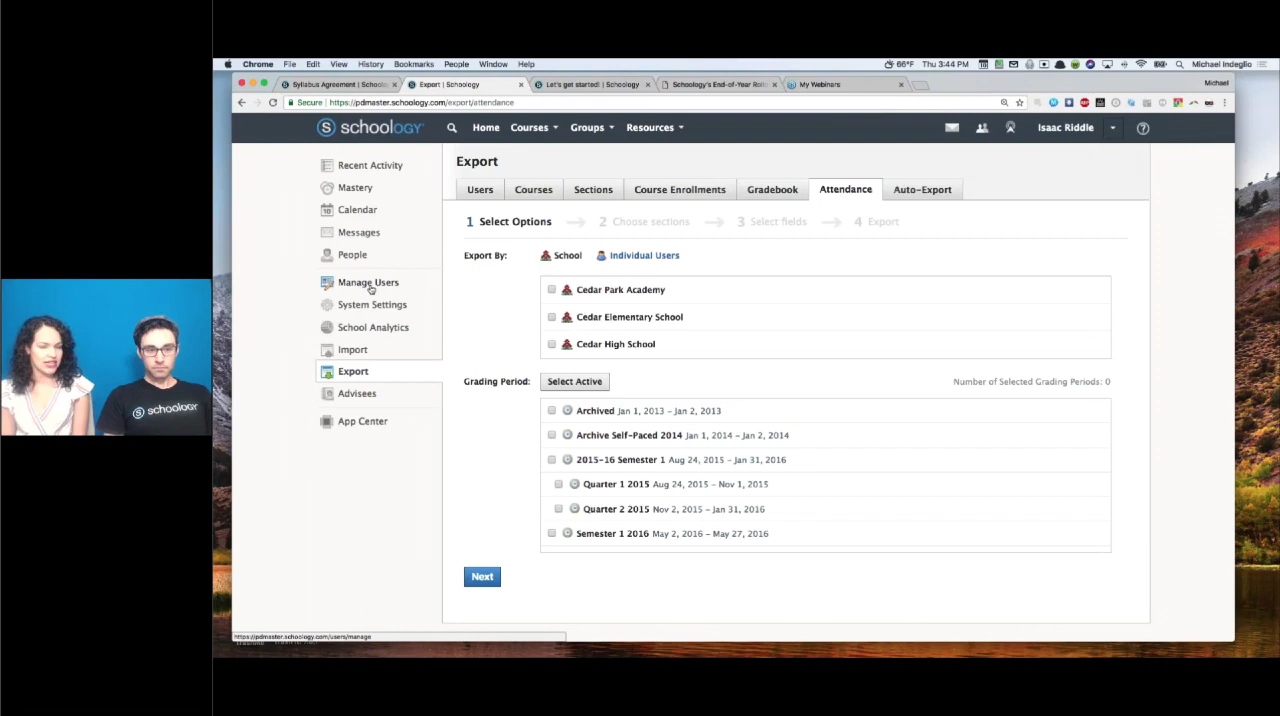 Chrome File Edit View History Bookmarks People Window Help
66°F Thu 3:44 PM Michael Indeglio
Syllabus Agreement | Schoolo
Export | Schoology
Let's get started! | Schoology
Schoology's End-of-Year Rollo
My Webinars
Michael
Secure https://pdmaster.schoology.com/export/attendance
schoology
Home Courses Groups Resources
Isaac Riddle
Recent Activity
Mastery
Calendar
Messages
People
Manage Users
System Settings
School Analytics
Import
Export
Advisees
App Center
Export
Users Courses Sections Course Enrollments Gradebook Attendance Auto-Export
1 Select Options 2 Choose sections 3 Select fields 4 Export
Export By: School Individual Users
Cedar Park Academy
Cedar Elementary School
Cedar High School
Grading Period: Select Active Number of Selected Grading Periods: 0
Archived Jan 1, 2013 – Jan 2, 2013
Archive Self-Paced 2014 Jan 1, 2014 – Jan 2, 2014
2015-16 Semester 1 Aug 24, 2015 – Jan 31, 2016
Quarter 1 2015 Aug 24, 2015 – Nov 1, 2015
Quarter 2 2015 Nov 2, 2015 – Jan 31, 2016
Semester 1 2016 May 2, 2016 – May 27, 2016
Next
https://pdmaster.schoology.com/users/manage
schoology